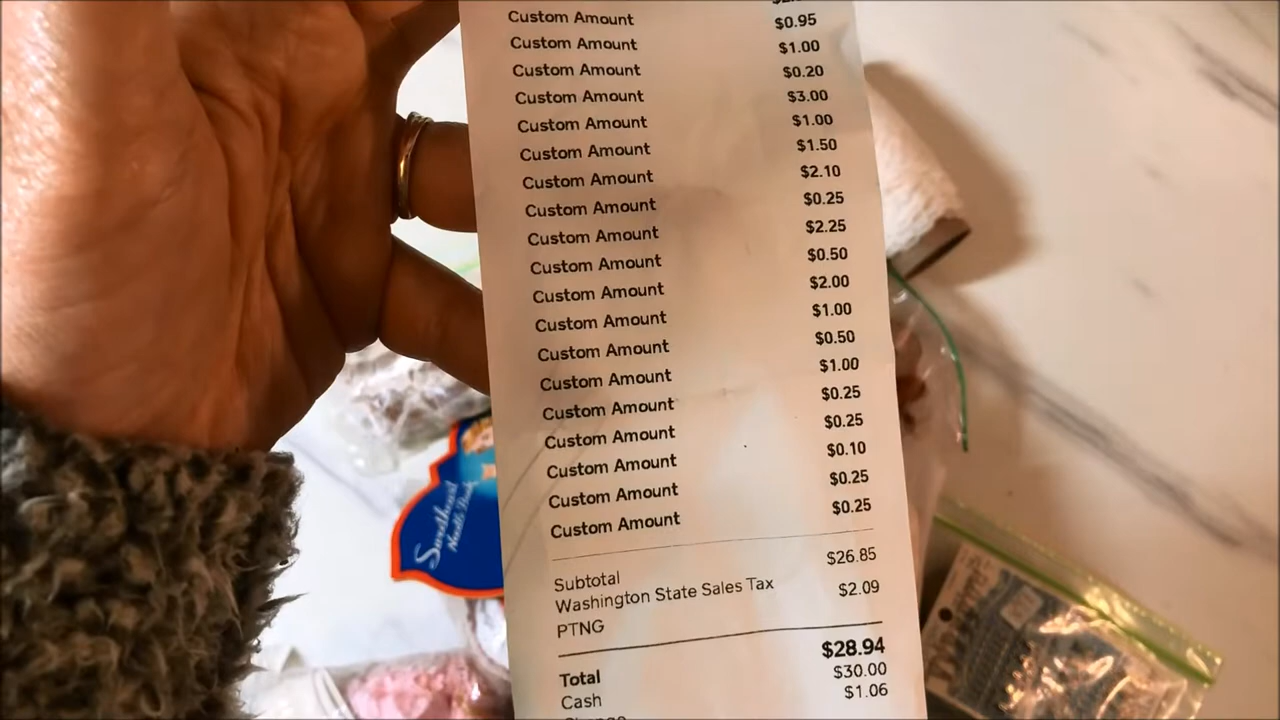 Custom Amount $0.95
Custom Amount $1.00
Custom Amount $0.20
Custom Amount $3.00
Custom Amount $1.00
Custom Amount $1.50
Custom Amount $2.10
Custom Amount $0.25
Custom Amount $2.25
Custom Amount $0.50
Custom Amount $2.00
Custom Amount $1.00
Custom Amount $0.50
Custom Amount $1.00
Custom Amount $0.25
Custom Amount $0.25
Custom Amount $0.10
Custom Amount $0.25
Custom Amount $0.25
Subtotal $26.85
Washington State Sales Tax $2.09
PTNG
Total $28.94
Cash $30.00
Change $1.06